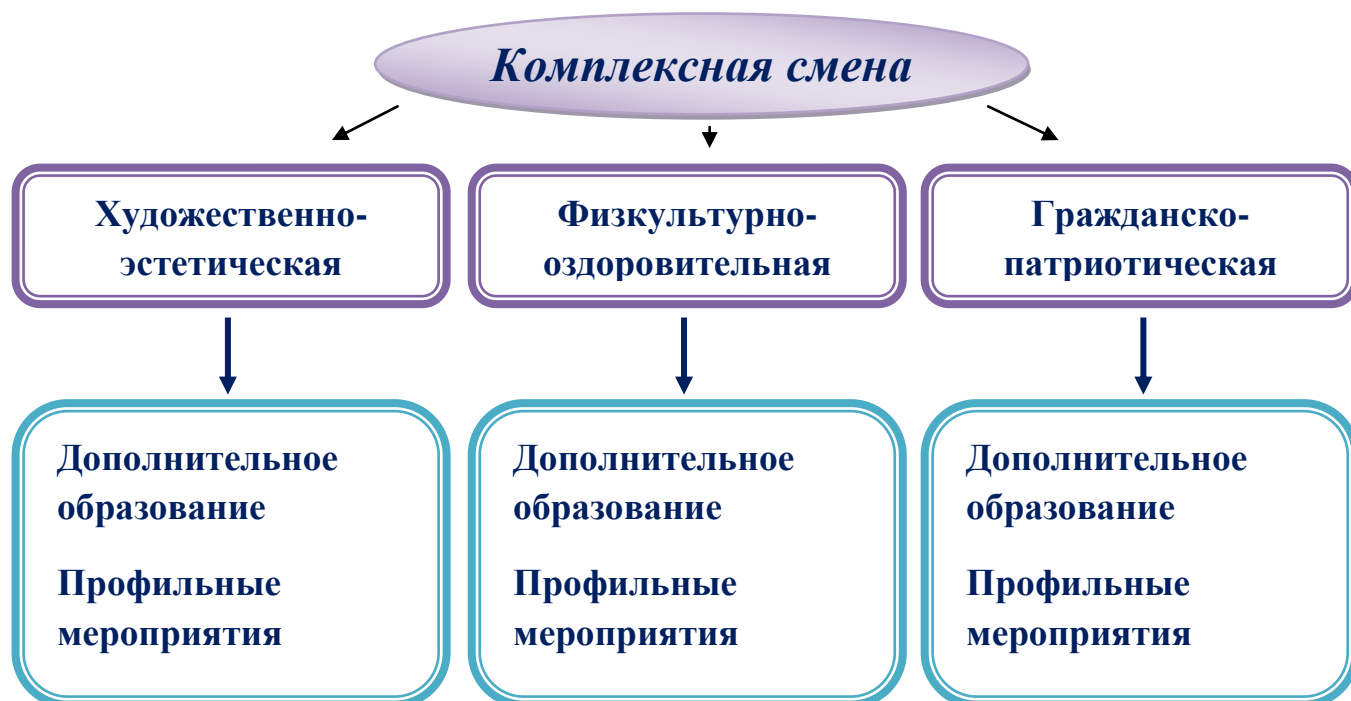 Комплексная смена
Художественно-
эстетическая
Физкультурно-
оздоровительная
Гражданско-
патриотическая
Дополнительное
образование
Профильные
мероприятия
Дополнительное
образование
Профильные
мероприятия
Дополнительное
образование
Профильные
мероприятия